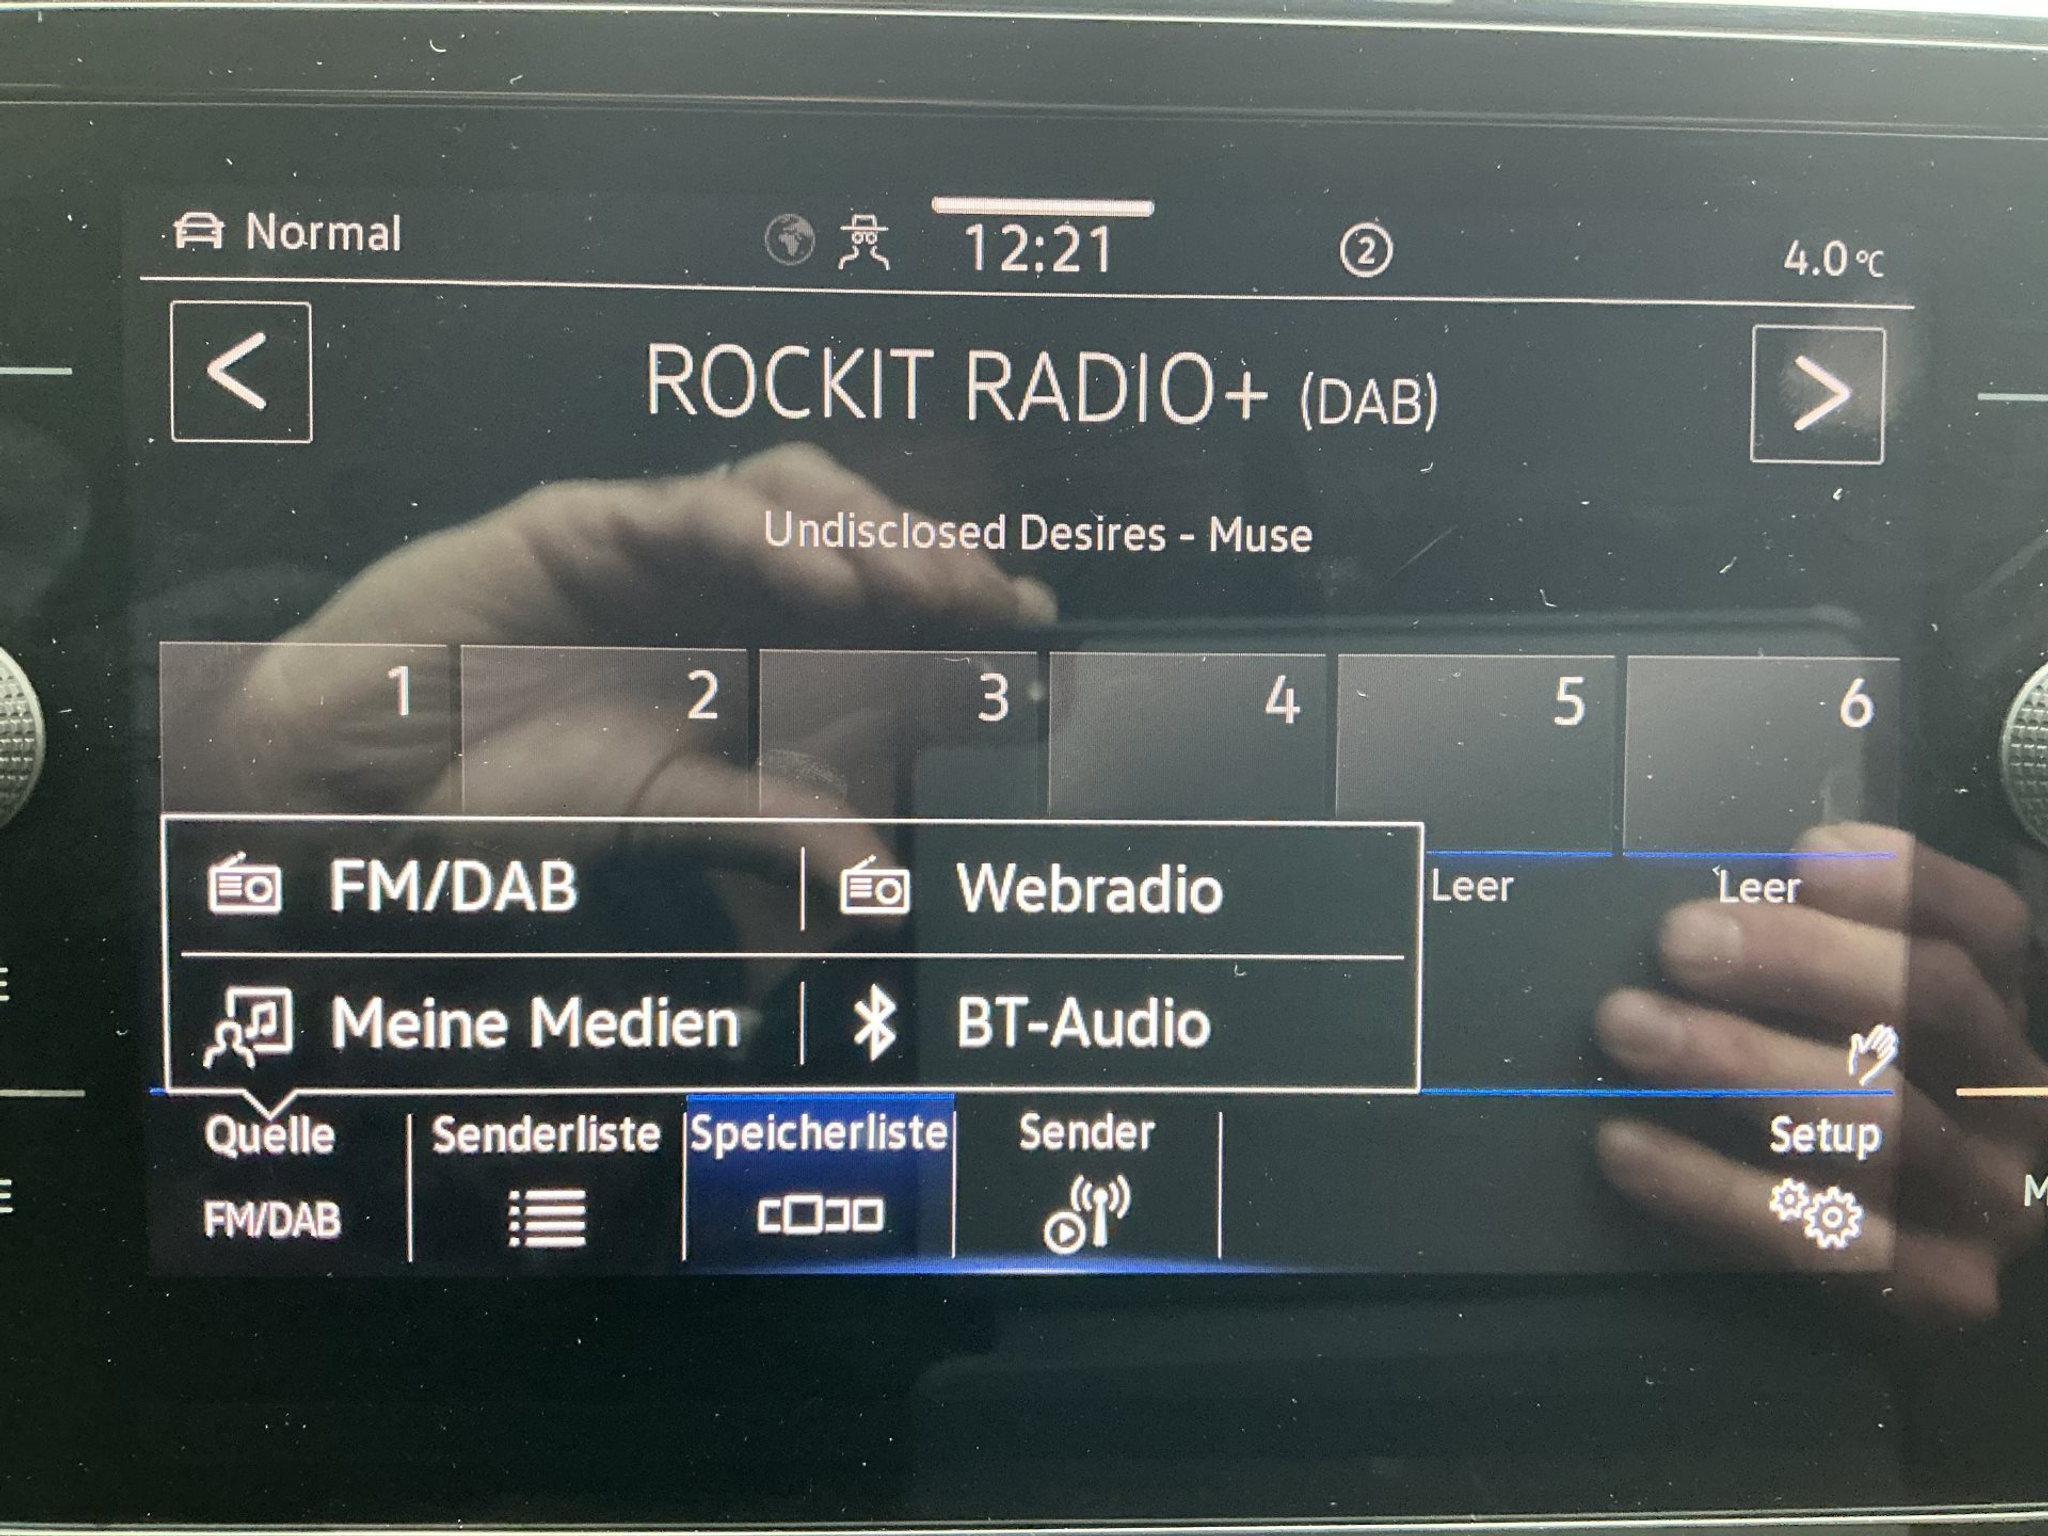 Normal
12:21
2
4.0 °C
<
ROCKIT RADIO+ (DAB)
>
Undisclosed Desires - Muse
1
2
3
4
5
6
FM/DAB
Webradio
Leer
Leer
Meine Medien
BT-Audio
Quelle
Senderliste
Speicherliste
Sender
Setup
FM/DAB